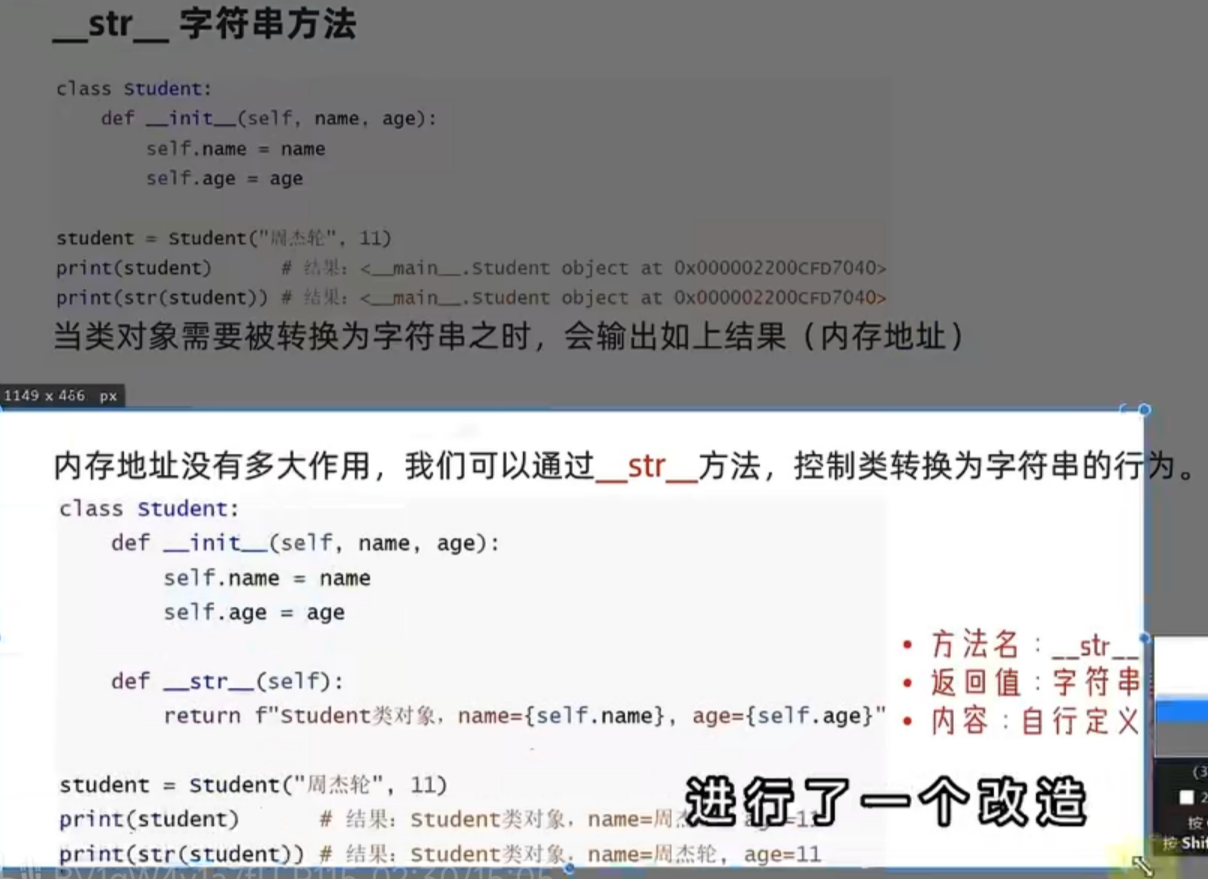 __str__ 字符串方法
class Student:
    def __init__(self, name, age):
        self.name = name
        self.age = age
student = Student("周杰轮", 11)
print(student)      # 结果：<__main__.Student object at 0x000002200CFD7040>
print(str(student)) # 结果：<__main__.Student object at 0x000002200CFD7040>
当类对象需要被转换为字符串之时，会输出如上结果（内存地址）
1149 x 466 px
内存地址没有多大作用，我们可以通过__str__方法，控制类转换为字符串的行为。
class Student:
    def __init__(self, name, age):
        self.name = name
        self.age = age
    def __str__(self):
        return f"Student类对象，name={self.name}, age={self.age}"
• 方法名：__str__
• 返回值：字符串
• 内容：自行定义
student = Student("周杰轮", 11)
print(student)      # 结果：Student类对象，name=周杰
进行了一个改造
print(str(student)) # 结果：Student类对象，name=周杰轮, age=11
(3
2
按
按 Shif